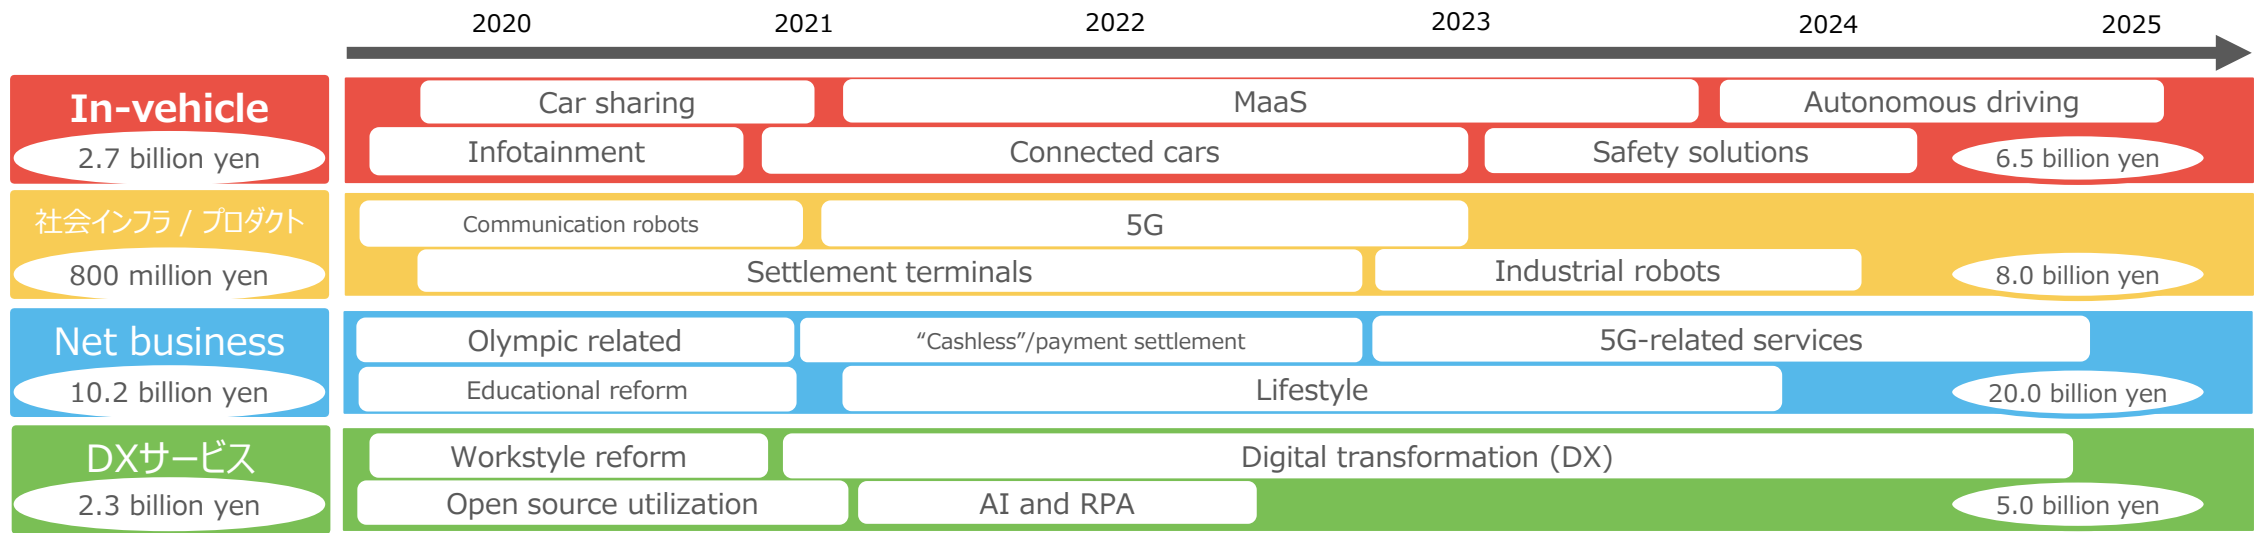 2020 2021 2022 2023 2024 2025
In-vehicle
2.7 billion yen
Car sharing MaaS Autonomous driving
Infotainment Connected cars Safety solutions 6.5 billion yen
社会インフラ / プロダクト
800 million yen
Communication robots 5G
Settlement terminals Industrial robots 8.0 billion yen
Net business
10.2 billion yen
Olympic related “Cashless”/payment settlement 5G-related services
Educational reform Lifestyle 20.0 billion yen
DXサービス
2.3 billion yen
Workstyle reform Digital transformation (DX)
Open source utilization AI and RPA 5.0 billion yen